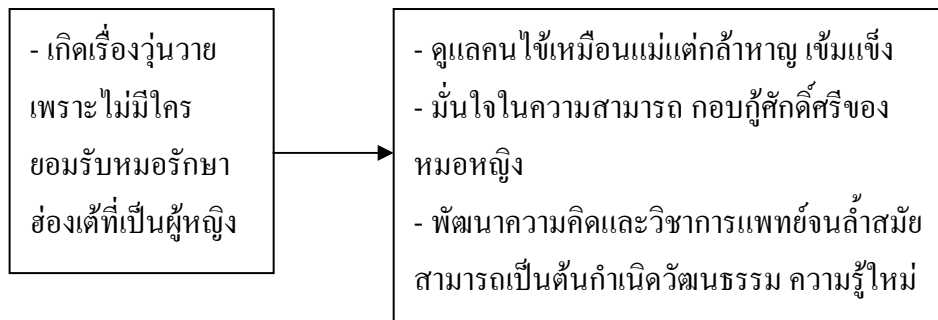 - เกิดเรื่องวุ่นวาย
เพราะไม่มีใคร
ยอมรับหมอรักษา
ฮ่องเต้ที่เป็นผู้หญิง
- ดูแลคนไข้เหมือนแม่แต่กล้าหาญ เข้มแข็ง
- มั่นใจในความสามารถ กอบกู้ศักดิ์ศรีของ
หมอหญิง
- พัฒนาความคิดและวิชาการแพทย์จนล้ำสมัย
สามารถเป็นต้นกำเนิดวัฒนธรรม ความรู้ใหม่